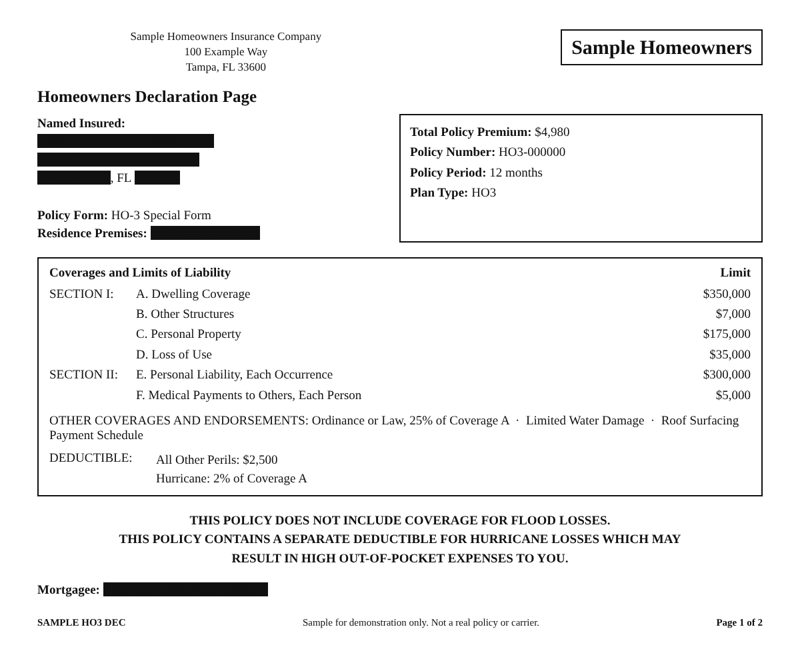 Sample Homeowners Insurance Company
100 Example Way
Tampa, FL 33600
Sample Homeowners
Homeowners Declaration Page
Named Insured:
, FL
Policy Form: HO-3 Special Form
Residence Premises:
Total Policy Premium: $4,980
Policy Number: HO3-000000
Policy Period: 12 months
Plan Type: HO3
Coverages and Limits of Liability Limit
SECTION I: A. Dwelling Coverage $350,000
B. Other Structures $7,000
C. Personal Property $175,000
D. Loss of Use $35,000
SECTION II: E. Personal Liability, Each Occurrence $300,000
F. Medical Payments to Others, Each Person $5,000
OTHER COVERAGES AND ENDORSEMENTS: Ordinance or Law, 25% of Coverage A · Limited Water Damage · Roof Surfacing
Payment Schedule
DEDUCTIBLE: All Other Perils: $2,500
Hurricane: 2% of Coverage A
THIS POLICY DOES NOT INCLUDE COVERAGE FOR FLOOD LOSSES.
THIS POLICY CONTAINS A SEPARATE DEDUCTIBLE FOR HURRICANE LOSSES WHICH MAY
RESULT IN HIGH OUT-OF-POCKET EXPENSES TO YOU.
Mortgagee:
SAMPLE HO3 DEC Sample for demonstration only. Not a real policy or carrier. Page 1 of 2